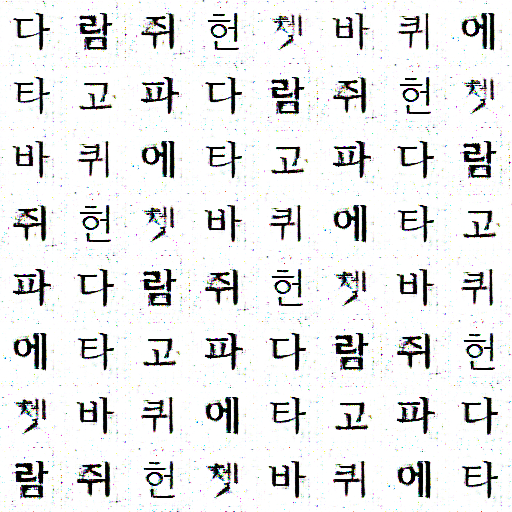 다 람 쥐 헌 쳇 바 퀴 에
타 고 파 다 람 쥐 헌 쳇
바 퀴 에 타 고 파 다 람
쥐 헌 쳇 바 퀴 에 타 고
파 다 람 쥐 헌 쳇 바 퀴
에 타 고 파 다 람 쥐 헌
쳇 바 퀴 에 타 고 파 다
람 쥐 헌 쳇 바 퀴 에 타